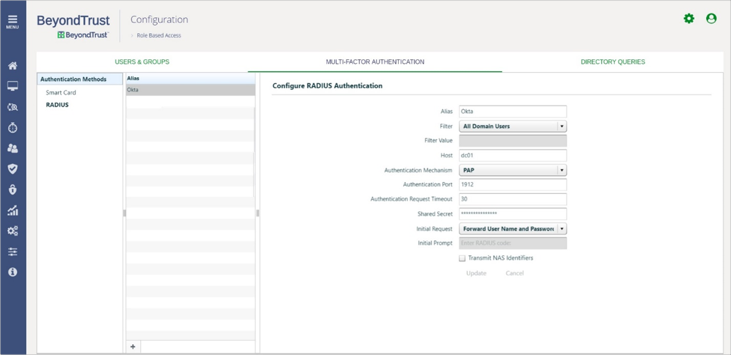 MENU
BeyondTrust
BeyondTrust
Configuration
Role Based Access
USERS & GROUPS
MULTI-FACTOR AUTHENTICATION
DIRECTORY QUERIES
Authentication Methods
Smart Card
RADIUS
Alias
Okta
Configure RADIUS Authentication
Alias Okta
Filter All Domain Users
Filter Value
Host dc01
Authentication Mechanism PAP
Authentication Port 1912
Authentication Request Timeout 30
Shared Secret ***************
Initial Request Forward User Name and Passwor
Initial Prompt Enter RADIUS code:
Transmit NAS Identifiers
Update Cancel